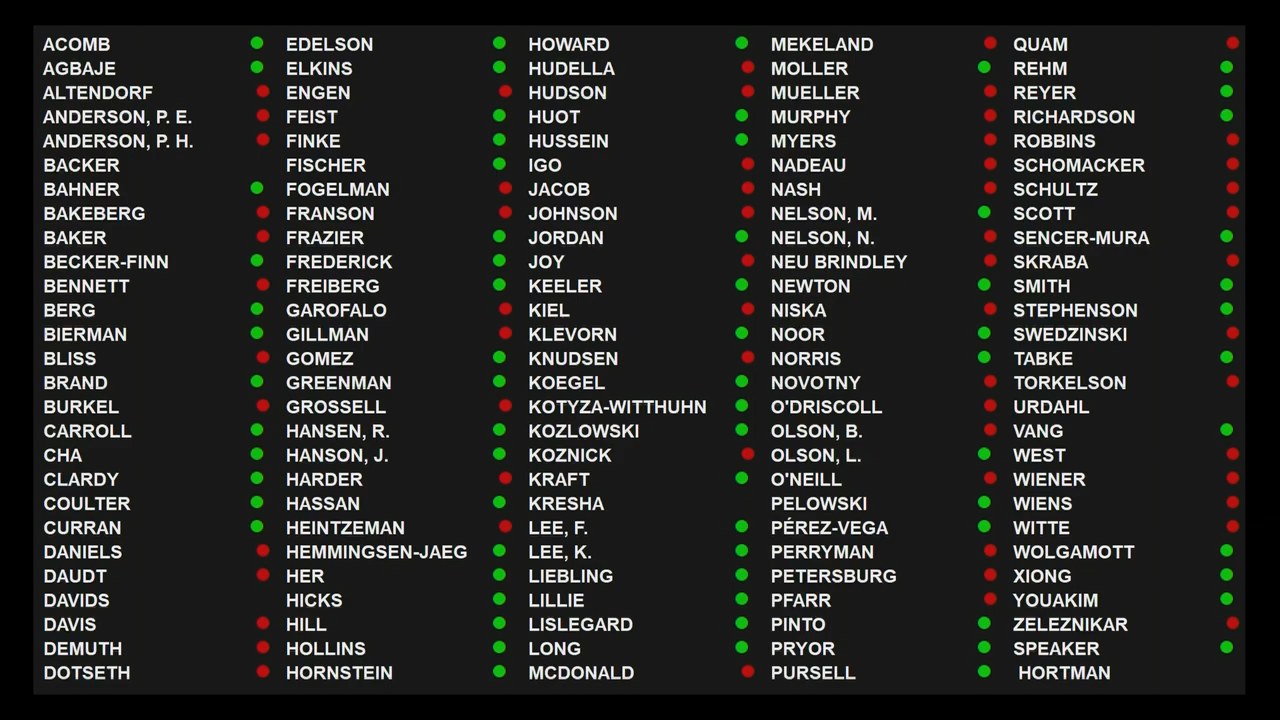 ACOMB
AGBAJE
ALTENDORF
ANDERSON, P. E.
ANDERSON, P. H.
BACKER
BAHNER
BAKEBERG
BAKER
BECKER-FINN
BENNETT
BERG
BIERMAN
BLISS
BRAND
BURKEL
CARROLL
CHA
CLARDY
COULTER
CURRAN
DANIELS
DAUDT
DAVIDS
DAVIS
DEMUTH
DOTSETH
EDELSON
ELKINS
ENGEN
FEIST
FINKE
FISCHER
FOGELMAN
FRANSON
FRAZIER
FREDERICK
FREIBERG
GAROFALO
GILLMAN
GOMEZ
GREENMAN
GROSSELL
HANSEN, R.
HANSON, J.
HARDER
HASSAN
HEINTZEMAN
HEMMINGSEN-JAEG
HER
HICKS
HILL
HOLLINS
HORNSTEIN
HOWARD
HUDELLA
HUDSON
HUOT
HUSSEIN
IGO
JACOB
JOHNSON
JORDAN
JOY
KEELER
KIEL
KLEVORN
KNUDSEN
KOEGEL
KOTYZA-WITTHUHN
KOZLOWSKI
KOZNICK
KRAFT
KRESHA
LEE, F.
LEE, K.
LIEBLING
LILLIE
LISLEGARD
LONG
MCDONALD
MEKELAND
MOLLER
MUELLER
MURPHY
MYERS
NADEAU
NASH
NELSON, M.
NELSON, N.
NEU BRINDLEY
NEWTON
NISKA
NOOR
NORRIS
NOVOTNY
O'DRISCOLL
OLSON, B.
OLSON, L.
O'NEILL
PELOWSKI
PÉREZ-VEGA
PERRYMAN
PETERSBURG
PFARR
PINTO
PRYOR
PURSELL
QUAM
REHM
REYER
RICHARDSON
ROBBINS
SCHOMACKER
SCHULTZ
SCOTT
SENCER-MURA
SKRABA
SMITH
STEPHENSON
SWEDZINSKI
TABKE
TORKELSON
URDAHL
VANG
WEST
WIENER
WIENS
WITTE
WOLGAMOTT
XIONG
YOUAKIM
ZELEZNIKAR
SPEAKER
HORTMAN